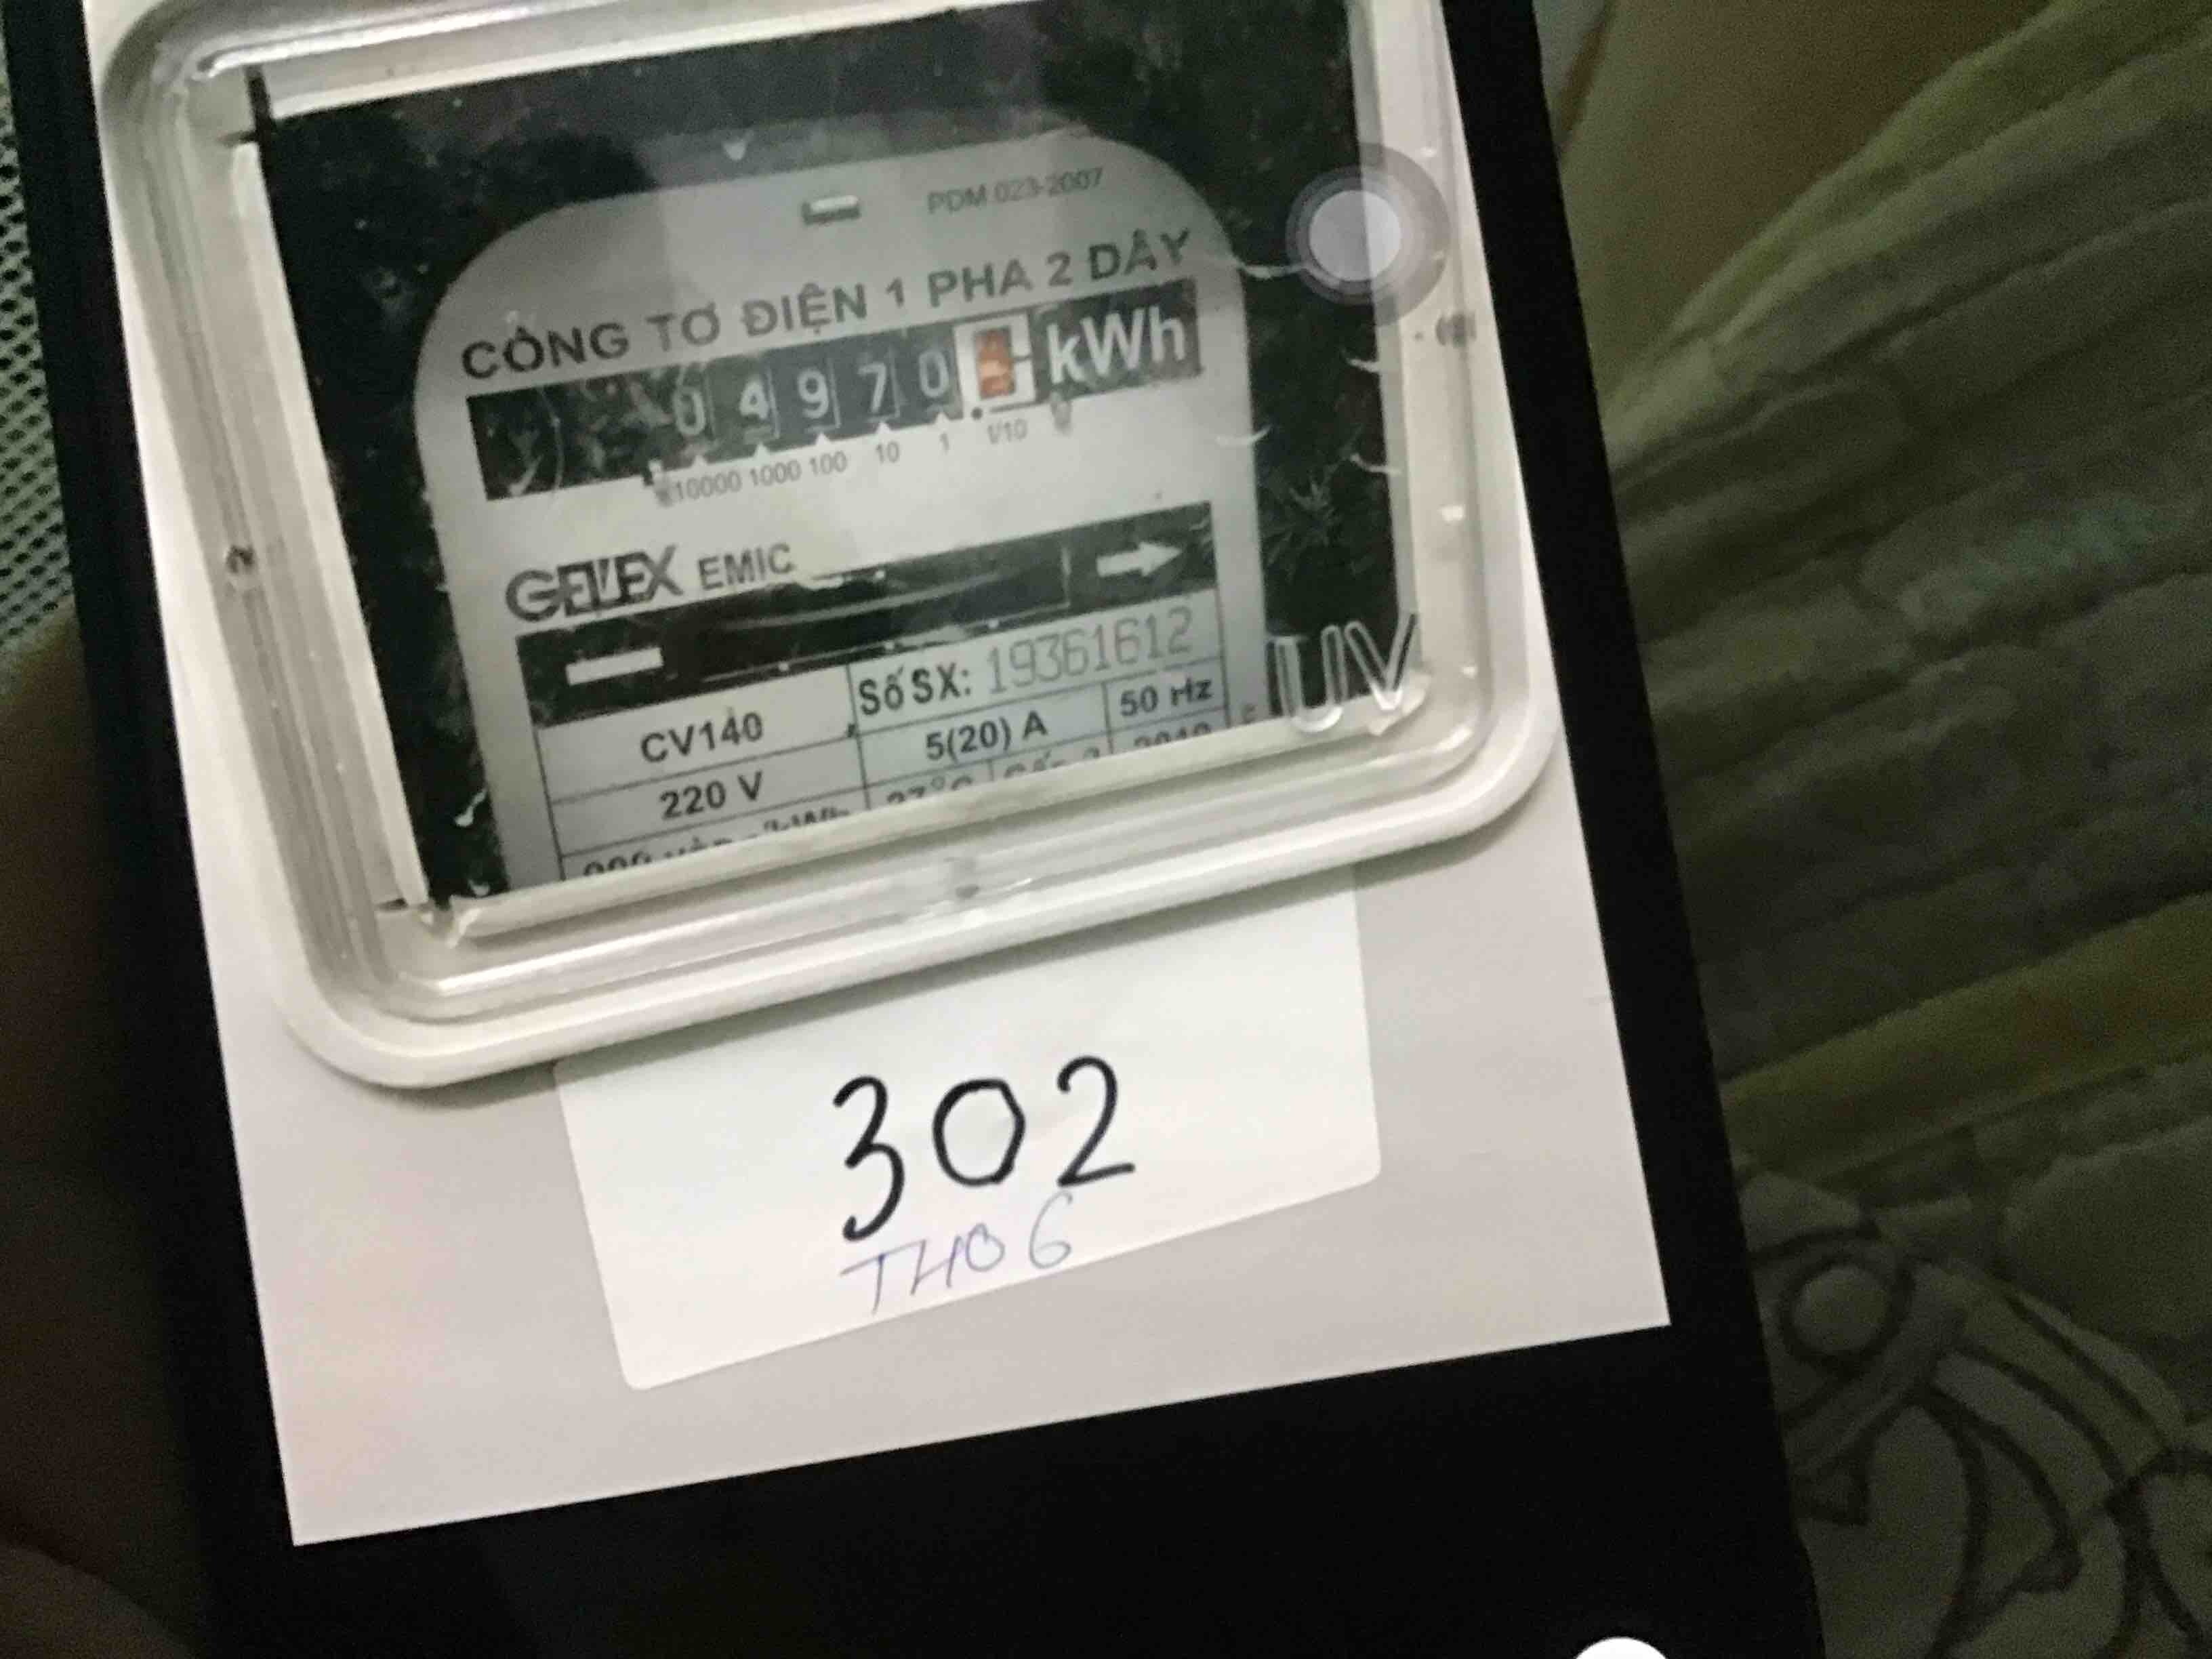 PDM 023-2007
CÔNG TƠ ĐIỆN 1 PHA 2 DÂY
0 4 9 7 0 kWh
10000 1000 100 10 1 1/10
GELEX EMIC
Số SX: 19361612
CV140 5(20) A 50 Hz
220 V
UV
302
TH06